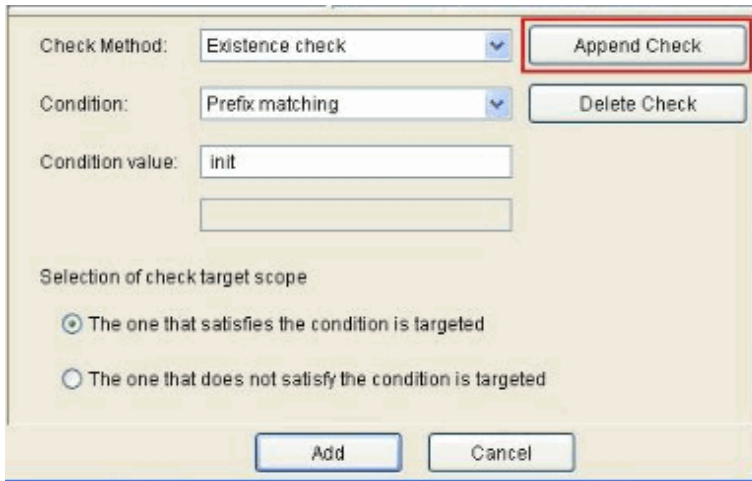 Check Method: Existence check Append Check
Condition: Prefix matching Delete Check
Condition value: init
Selection of check target scope
The one that satisfies the condition is targeted
The one that does not satisfy the condition is targeted
Add Cancel